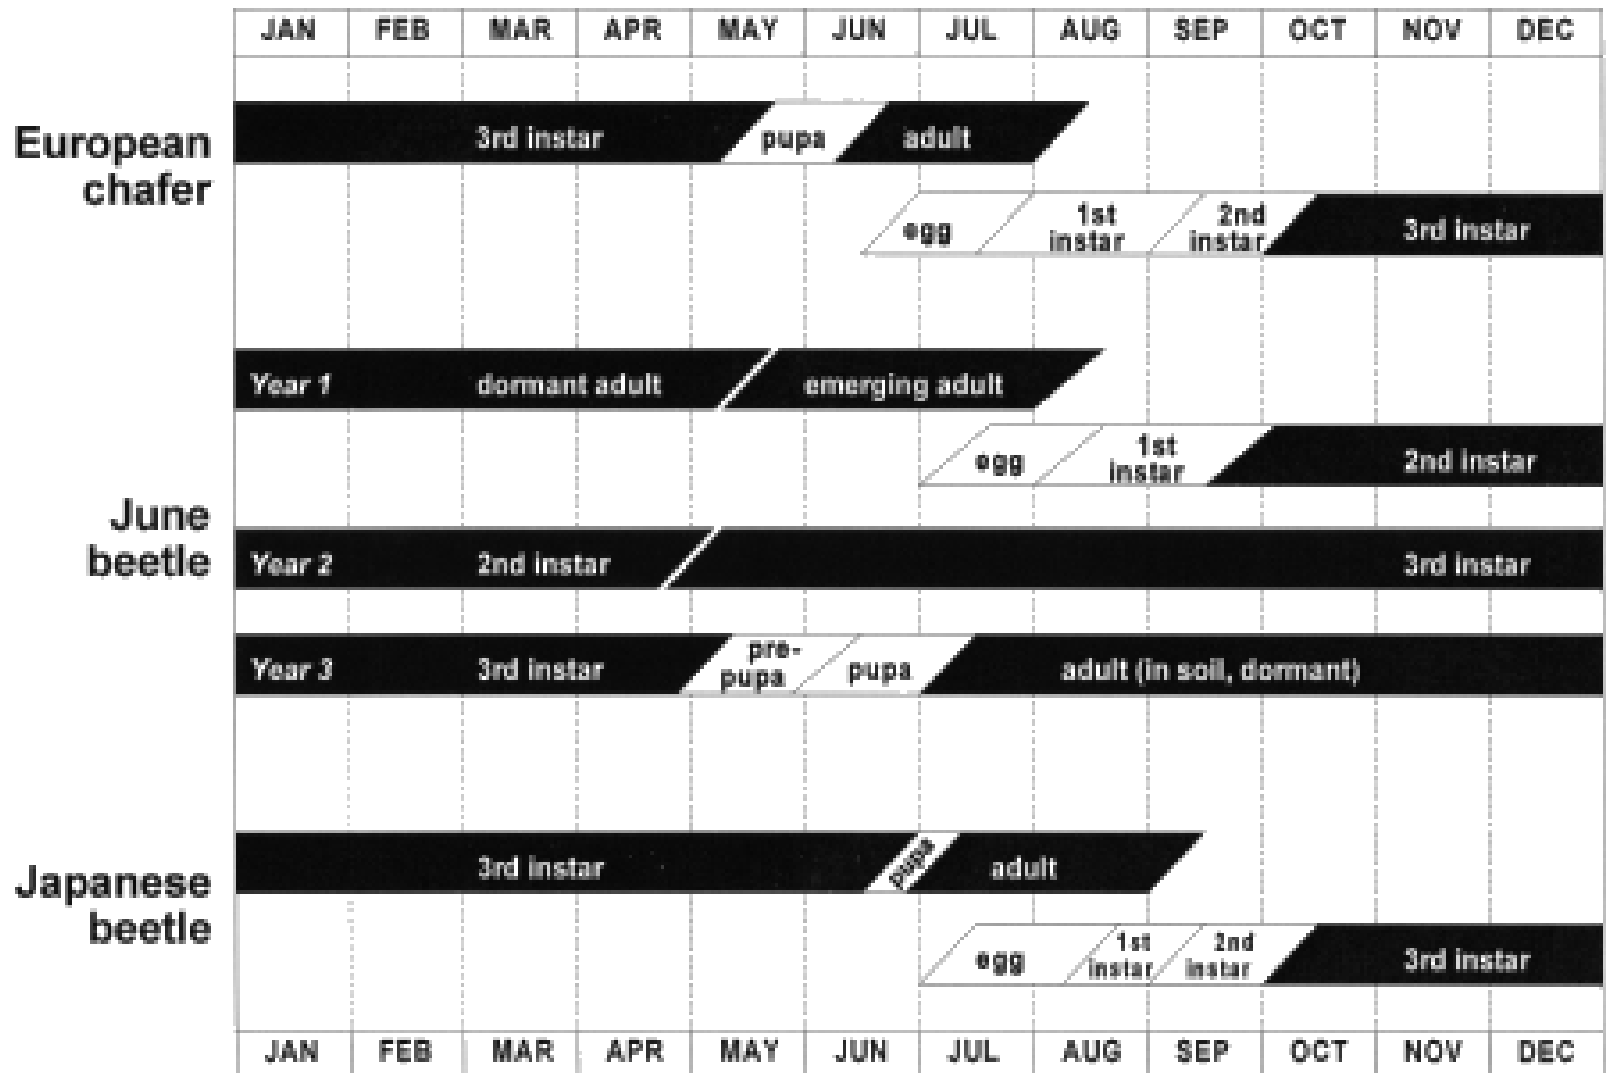 JAN FEB MAR APR MAY JUN JUL AUG SEP OCT NOV DEC
European
chafer
3rd instar pupa adult
egg 1st instar 2nd instar 3rd instar
June
beetle
Year 1 dormant adult emerging adult
egg 1st instar 2nd instar
Year 2 2nd instar 3rd instar
Year 3 3rd instar pre-pupa pupa adult (in soil, dormant)
Japanese
beetle
3rd instar pupa adult
egg 1st instar 2nd instar 3rd instar
JAN FEB MAR APR MAY JUN JUL AUG SEP OCT NOV DEC